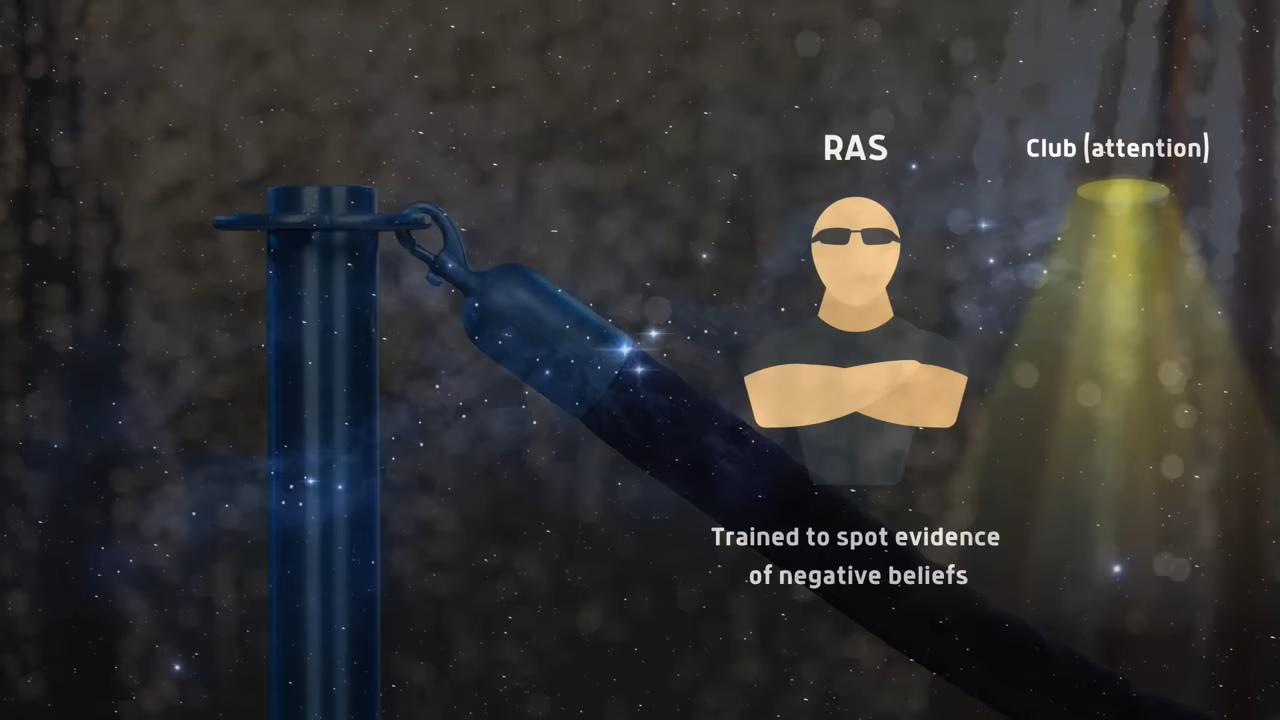 RAS
Club (attention)
Trained to spot evidence
of negative beliefs